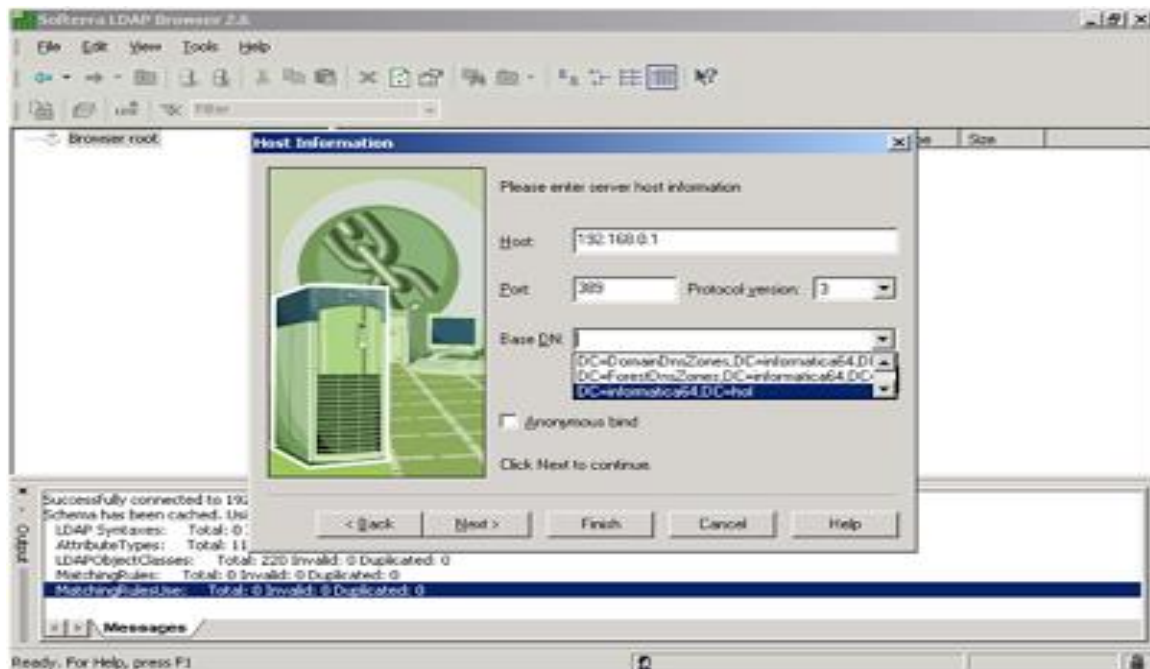 Softerra LDAP Browser 2.6
File Edit View Tools Help
Filter
Browser root
Size
Host Information
Please enter server host information
Host: 192.168.0.1
Port: 389 Protocol version: 3
Base DN:
DC=DomainDnsZones,DC=informatica64,D
DC=ForestDnsZones,DC=informatica64,DC=
DC=informatica64,DC=hol
Anonymous bind
Click Next to continue.
< Back Next > Finish Cancel Help
Output
Successfully connected to 192
Schema has been cached. Usi
LDAP Syntaxes: Total: 0
AttributeTypes: Total: 11
LDAPObjectClasses: Total: 220 Invalid: 0 Duplicated: 0
MatchingRules: Total: 0 Invalid: 0 Duplicated: 0
MatchingRulesUse: Total: 0 Invalid: 0 Duplicated: 0
Messages
Ready. For Help, press F1